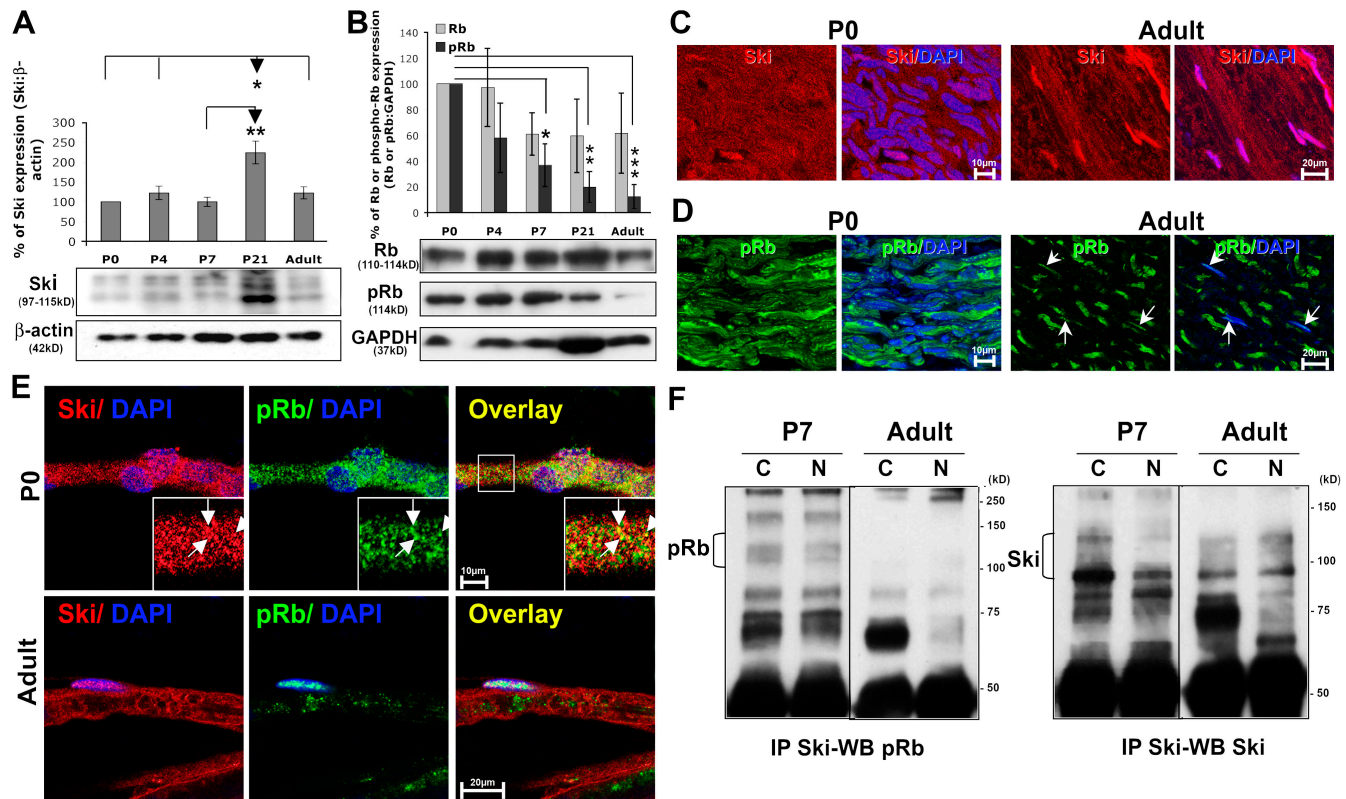 A
% of Ski expression (Ski:β-
actin)
300
250
200
150
100
50
0
*
**
P0 P4 P7 P21 Adult
Ski
(97-115kD)
β-actin
(42kD)
B
% of Rb or phospho-Rb expression
(Rb or pRb:GAPDH)
140
120
100
80
60
40
20
0
Rb
pRb
*
**
***
P0 P4 P7 P21 Adult
Rb
(110-114kD)
pRb
(114kD)
GAPDH
(37kD)
C
P0 Adult
Ski Ski/DAPI Ski Ski/DAPI
10µm 20µm
D
P0 Adult
pRb pRb/DAPI pRb pRb/DAPI
10µm 20µm
E
P0
Ski/ DAPI pRb/ DAPI Overlay
10µm
Adult
Ski/ DAPI pRb/ DAPI Overlay
20µm
F
P7 Adult
C N C N
(kD)
- 250
- 150
pRb
- 100
- 75
- 50
IP Ski-WB pRb
P7 Adult
C N C N
(kD)
- 150
Ski
- 100
- 75
- 50
IP Ski-WB Ski